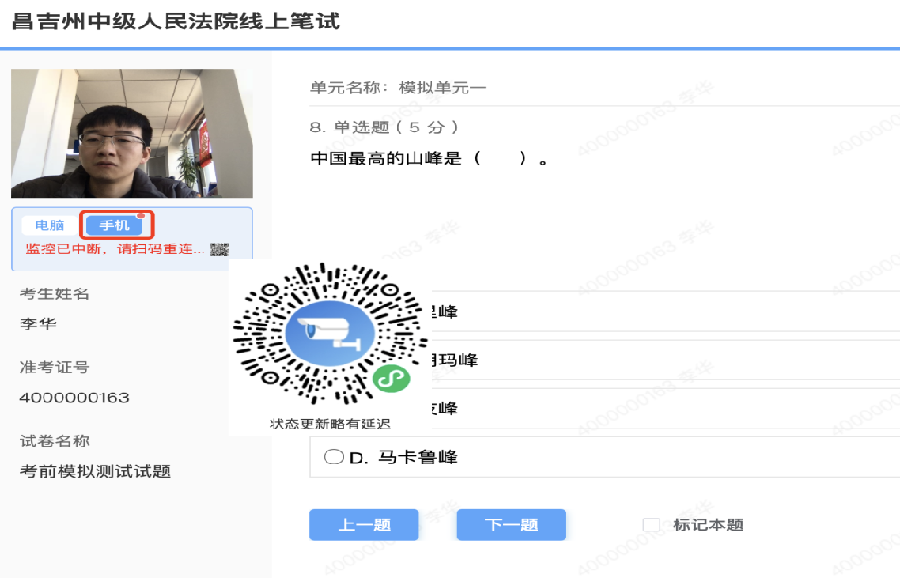 昌吉州中级人民法院线上笔试
单元名称：模拟单元一
8. 单选题（ 5 分 ）
中国最高的山峰是（　　）。
电脑
手机
监控已中断，请扫码重连...
考生姓名
李华
准考证号
4000000163
试卷名称
考前模拟测试试题
状态更新略有延迟
峰
玛峰
峰
D. 马卡鲁峰
上一题
下一题
标记本题
4000000163 李华